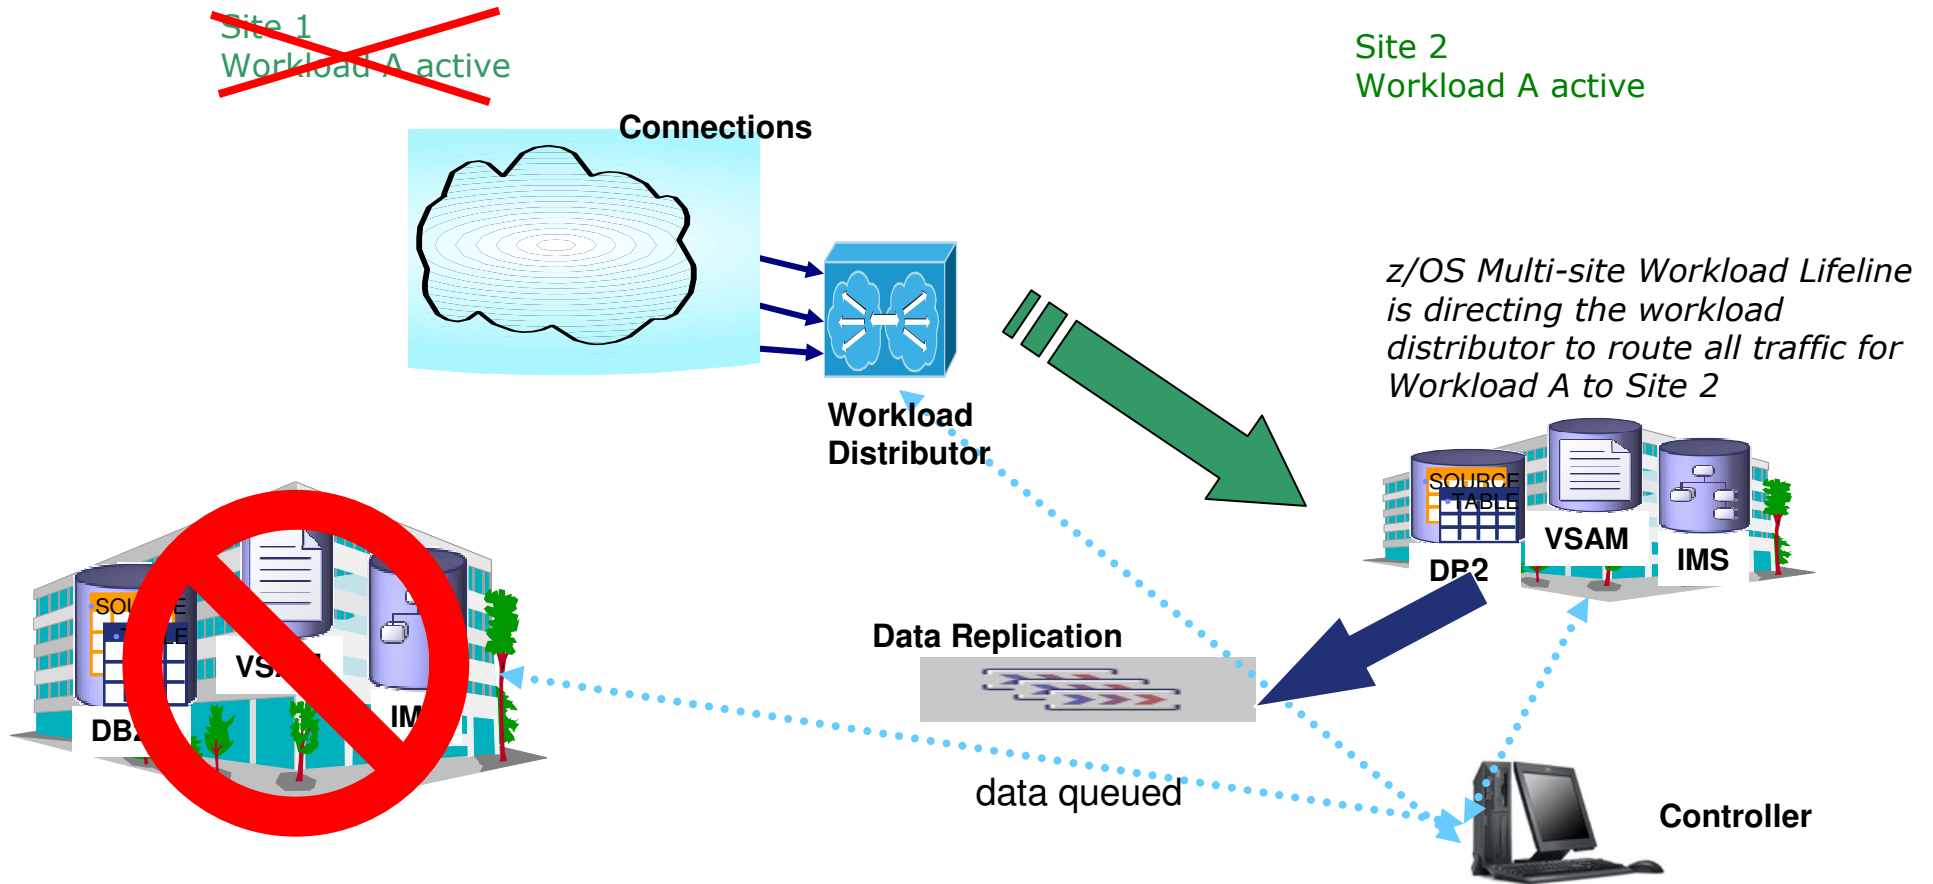 Site 1
Workload A active
Site 2
Workload A active
Connections
z/OS Multi-site Workload Lifeline
is directing the workload
distributor to route all traffic for
Workload A to Site 2
Workload
Distributor
SOURCE
TABLE
DB2
VSAM
IMS
Data Replication
data queued
Controller